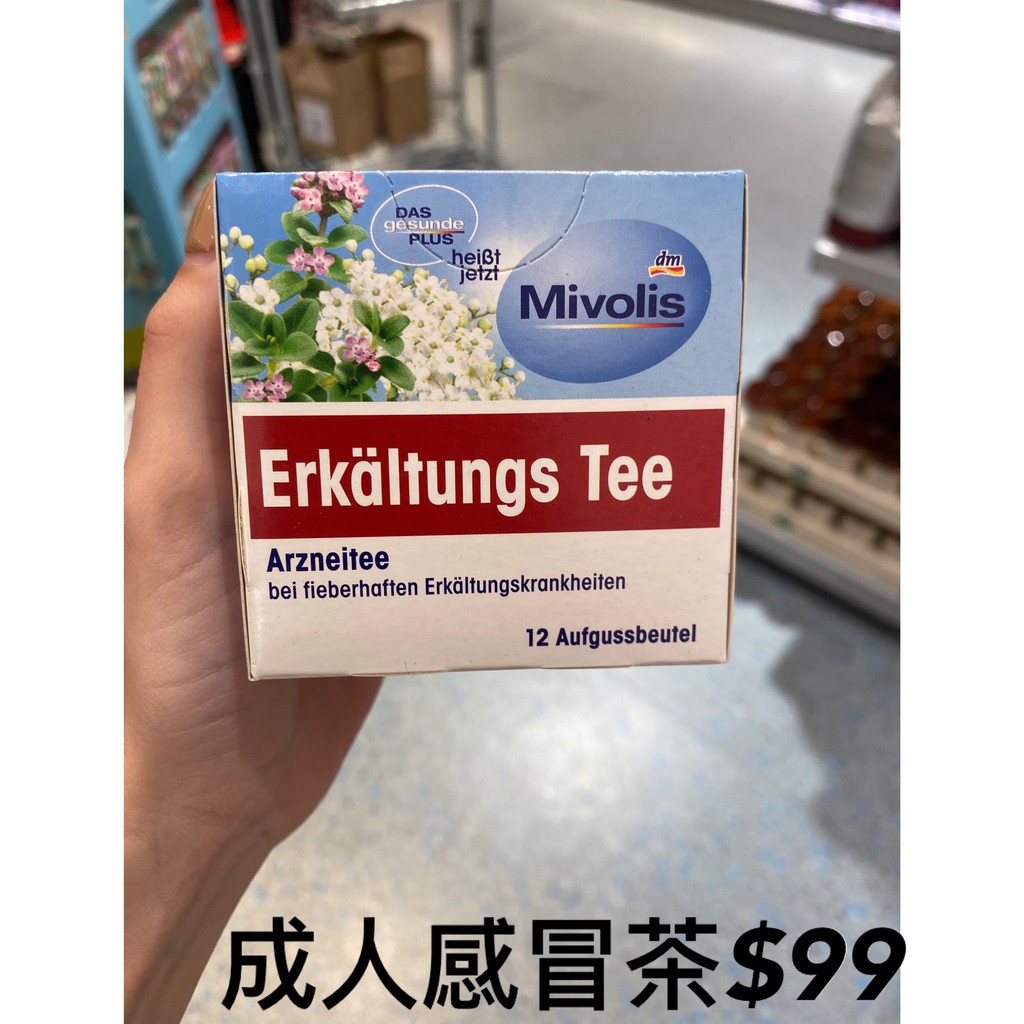 DAS
gesunde
PLUS
heißt
jetzt
dm
Mivolis
Erkältungs Tee
Arzneitee
bei fieberhaften Erkältungskrankheiten
12 Aufgussbeutel
成人感冒茶$99